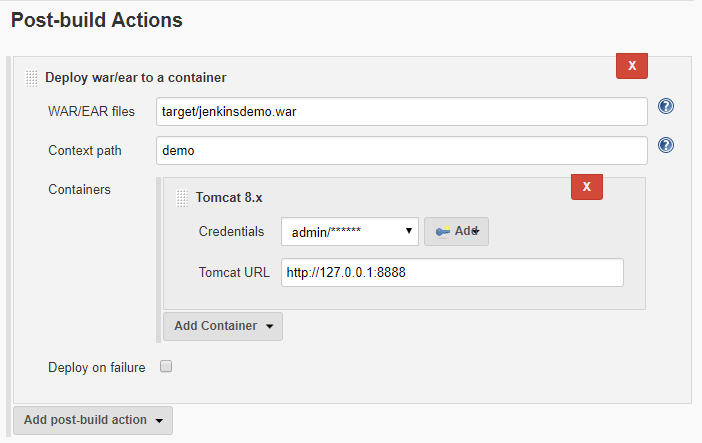 Post-build Actions
X
Deploy war/ear to a container
WAR/EAR files target/jenkinsdemo.war ?
Context path demo ?
Containers
X
Tomcat 8.x
Credentials admin/****** Add
Tomcat URL http://127.0.0.1:8888
Add Container
Deploy on failure
Add post-build action